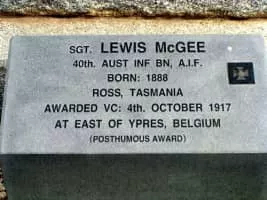 SGT. LEWIS McGEE
40th. AUST INF BN, A.I.F.
BORN: 1888
ROSS, TASMANIA
AWARDED VC: 4th. OCTOBER 1917
AT EAST OF YPRES, BELGIUM
(POSTHUMOUS AWARD)